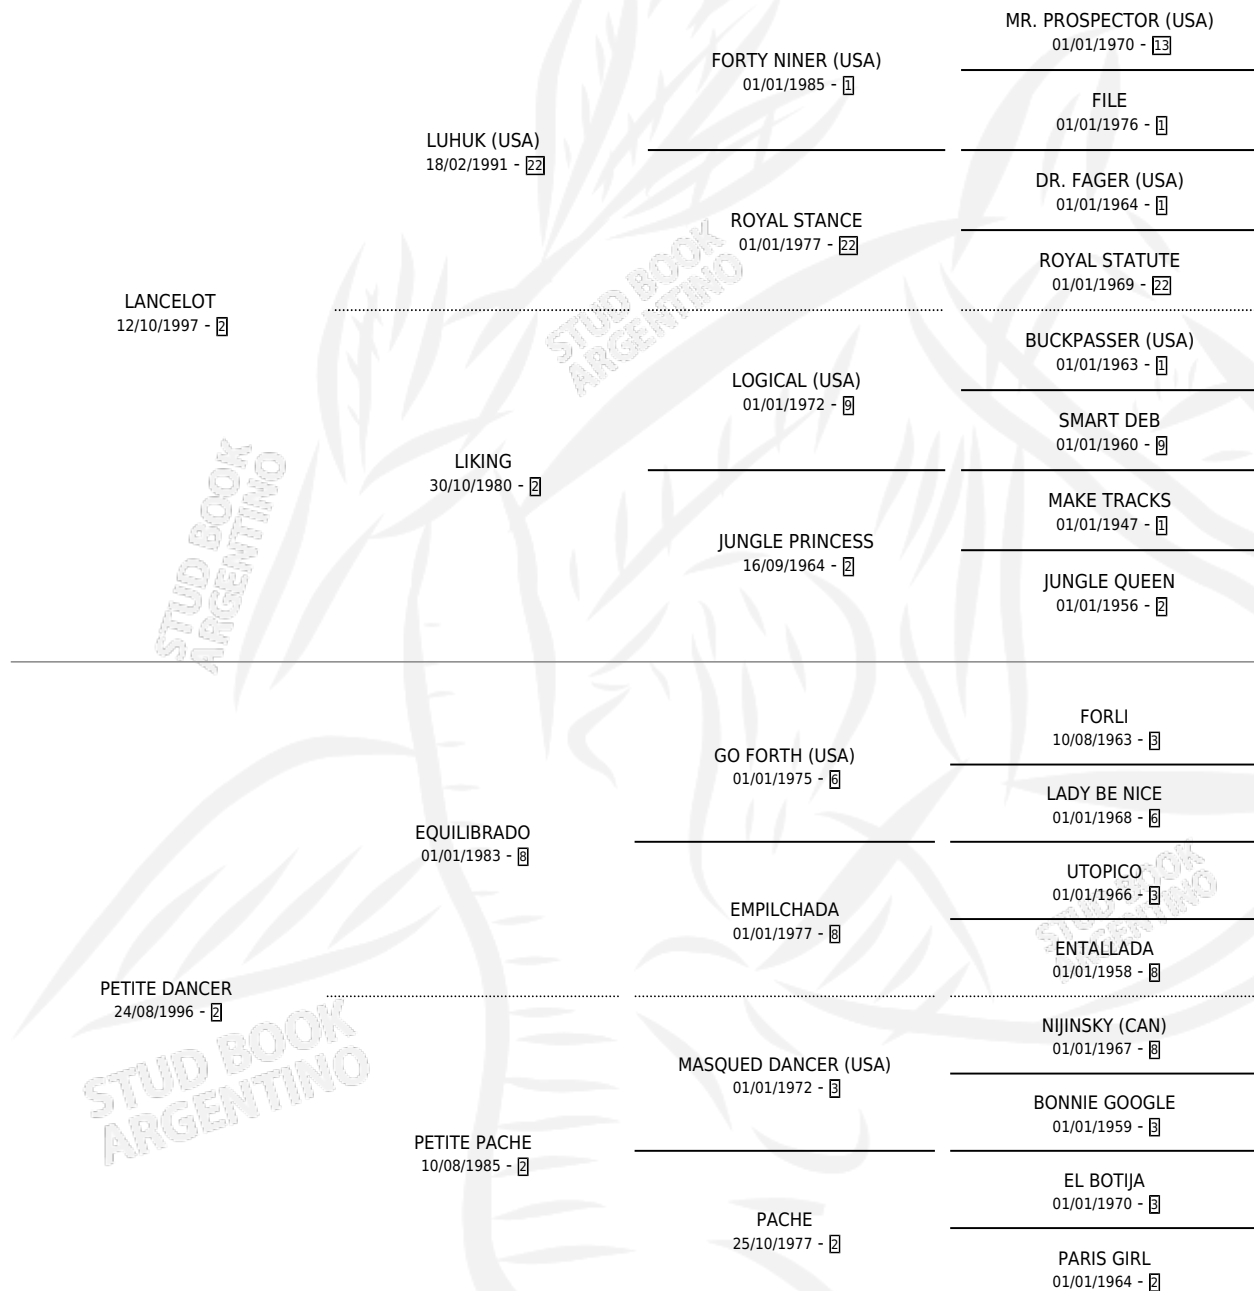 MR. PROSPECTOR (USA)
01/01/1970 - 13
FORTY NINER (USA)
01/01/1985 - 1
FILE
01/01/1976 - 1
LUHUK (USA)
18/02/1991 - 22
DR. FAGER (USA)
01/01/1964 - 1
ROYAL STANCE
01/01/1977 - 22
ROYAL STATUTE
01/01/1969 - 22
LANCELOT
12/10/1997 - 2
BUCKPASSER (USA)
01/01/1963 - 1
LOGICAL (USA)
01/01/1972 - 9
SMART DEB
01/01/1960 - 9
LIKING
30/10/1980 - 2
MAKE TRACKS
01/01/1947 - 1
JUNGLE PRINCESS
16/09/1964 - 2
JUNGLE QUEEN
01/01/1956 - 2
FORLI
10/08/1963 - 3
GO FORTH (USA)
01/01/1975 - 6
LADY BE NICE
01/01/1968 - 6
EQUILIBRADO
01/01/1983 - 8
UTOPICO
01/01/1966 - 3
EMPILCHADA
01/01/1977 - 8
ENTALLADA
01/01/1958 - 8
PETITE DANCER
24/08/1996 - 2
NIJINSKY (CAN)
01/01/1967 - 8
MASQUED DANCER (USA)
01/01/1972 - 3
BONNIE GOOGLE
01/01/1959 - 3
PETITE PACHE
10/08/1985 - 2
EL BOTIJA
01/01/1970 - 3
PACHE
25/10/1977 - 2
PARIS GIRL
01/01/1964 - 2
STUD BOOK
ARGENTINO
STUD BOOK
ARGENTINO
STUD BOOK
ARGENTINO
STUD BOOK
ARGENTINO